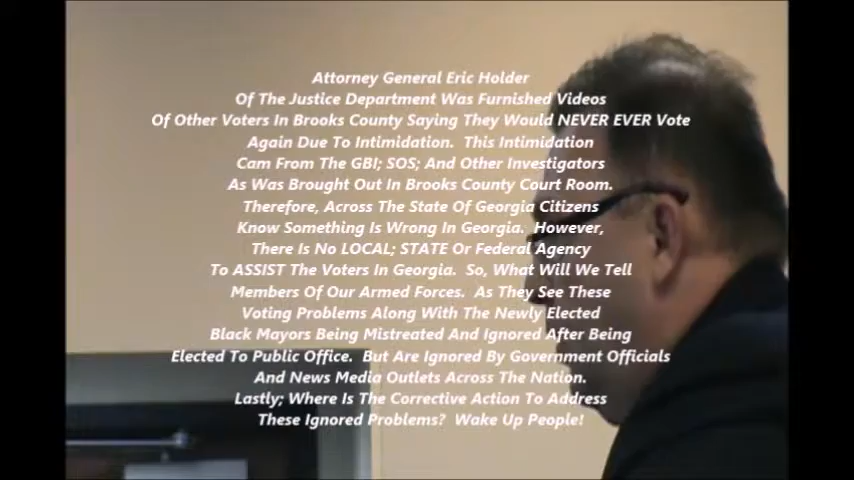 Attorney General Eric Holder
Of The Justice Department Was Furnished Videos
Of Other Voters In Brooks County Saying They Would NEVER EVER Vote
Again Due To Intimidation.  This Intimidation
Cam From The GBI; SOS; And Other Investigators
As Was Brought Out In Brooks County Court Room.
Therefore, Across The State Of Georgia Citizens
Know Something Is Wrong In Georgia.  However,
There Is No LOCAL; STATE Or Federal Agency
To ASSIST The Voters In Georgia.  So, What Will We Tell
Members Of Our Armed Forces.  As They See These
Voting Problems Along With The Newly Elected
Black Mayors Being Mistreated And Ignored After Being
Elected To Public Office.  But Are Ignored By Government Officials
And News Media Outlets Across The Nation.
Lastly; Where Is The Corrective Action To Address
These Ignored Problems?  Wake Up People!